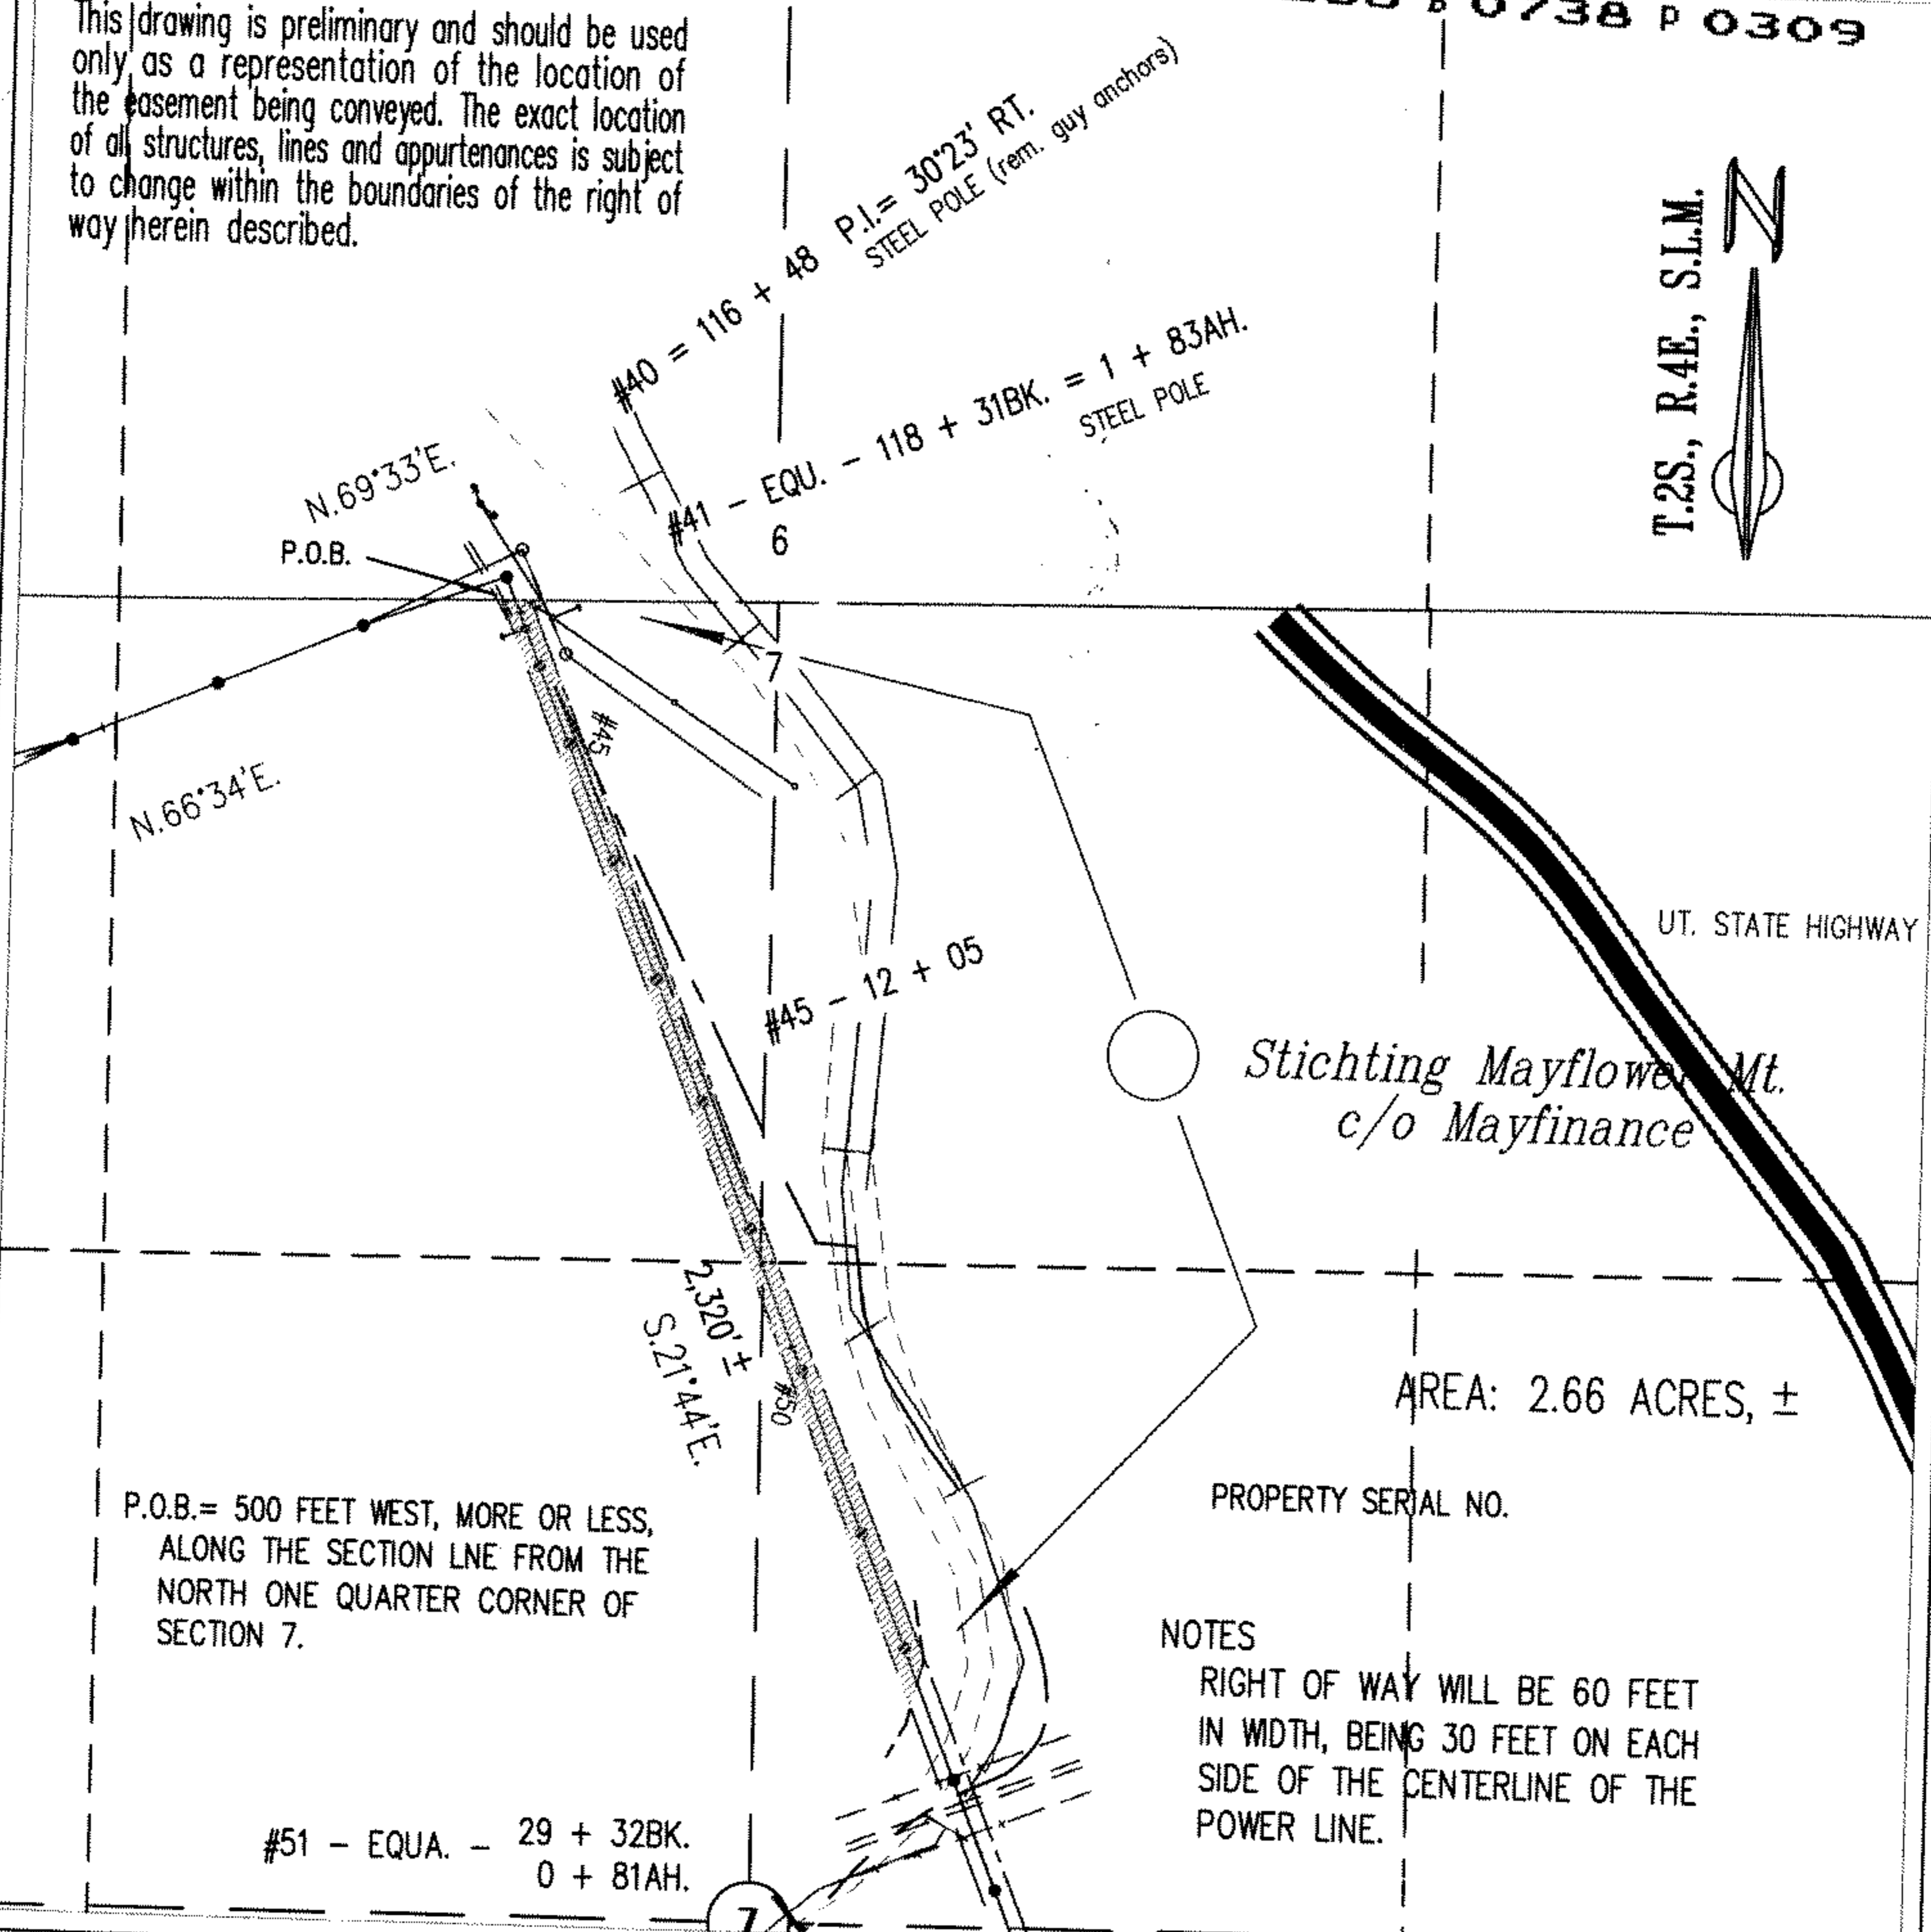 0738 P 0309
This drawing is preliminary and should be used
only as a representation of the location of
the easement being conveyed. The exact location
of all structures, lines and appurtenances is subject
to change within the boundaries of the right of
way herein described.
N
T.2S., R.4E., S.L.M.
#40 = 116 + 48 P.I.= 30°23' RT.
STEEL POLE (rem. guy anchors)
#41 - EQU. - 118 + 31BK. = 1 + 83AH.
STEEL POLE
N.69°33'E.
P.O.B.
6
7
#45
N.66°34'E.
UT. STATE HIGHWAY
#45 - 12 + 05
Stichting Mayflower Mt.
c/o Mayfinance
2,320' ±
S.21°44'E.
#50
AREA: 2.66 ACRES, ±
PROPERTY SERIAL NO.
P.O.B.= 500 FEET WEST, MORE OR LESS,
ALONG THE SECTION LNE FROM THE
NORTH ONE QUARTER CORNER OF
SECTION 7.
NOTES
RIGHT OF WAY WILL BE 60 FEET
IN WIDTH, BEING 30 FEET ON EACH
SIDE OF THE CENTERLINE OF THE
POWER LINE.
#51 - EQUA. - 29 + 32BK.
0 + 81AH.
7